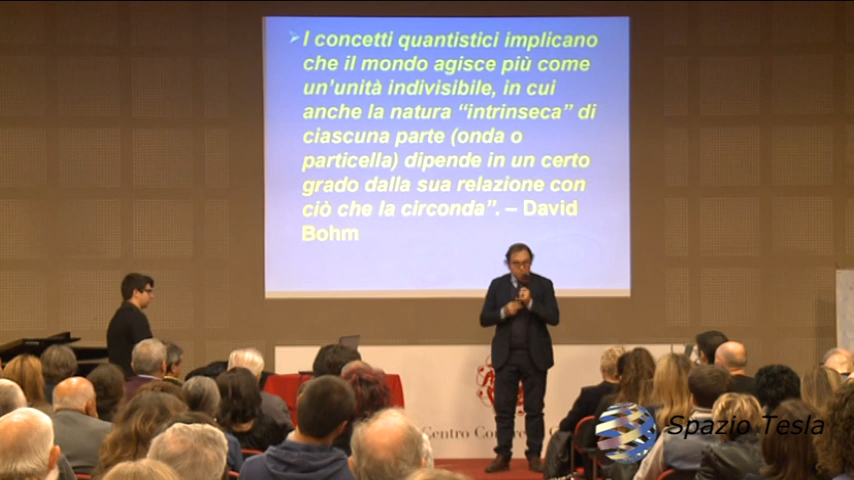 I concetti quantistici implicano
che il mondo agisce più come
un'unità indivisibile, in cui
anche la natura “intrinseca” di
ciascuna parte (onda o
particella) dipende in un certo
grado dalla sua relazione con
ciò che la circonda”. – David
Bohm
Spazio Tesla